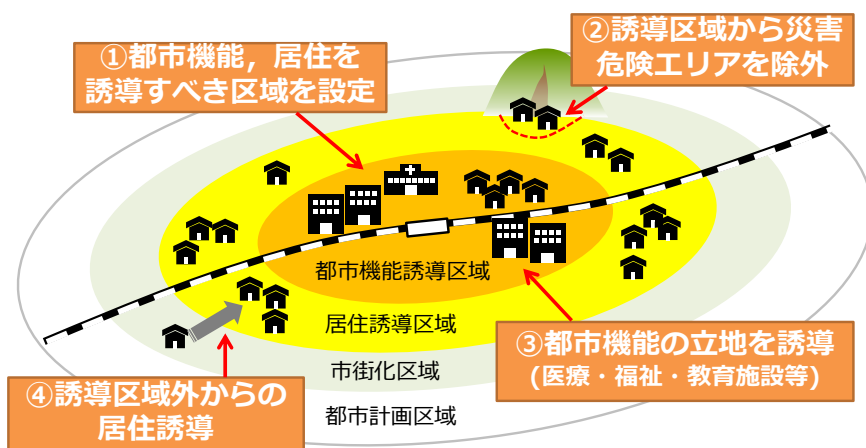 ①都市機能，居住を
誘導すべき区域を設定
②誘導区域から災害
危険エリアを除外
都市機能誘導区域
居住誘導区域
市街化区域
都市計画区域
③都市機能の立地を誘導
(医療・福祉・教育施設等)
④誘導区域外からの
居住誘導